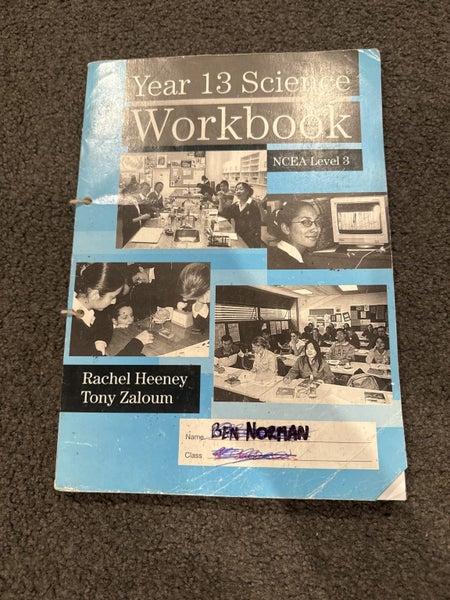 Year 13 Science
Workbook
NCEA Level 3
Rachel Heeney
Tony Zaloum
Name BEN NORMAN
Class